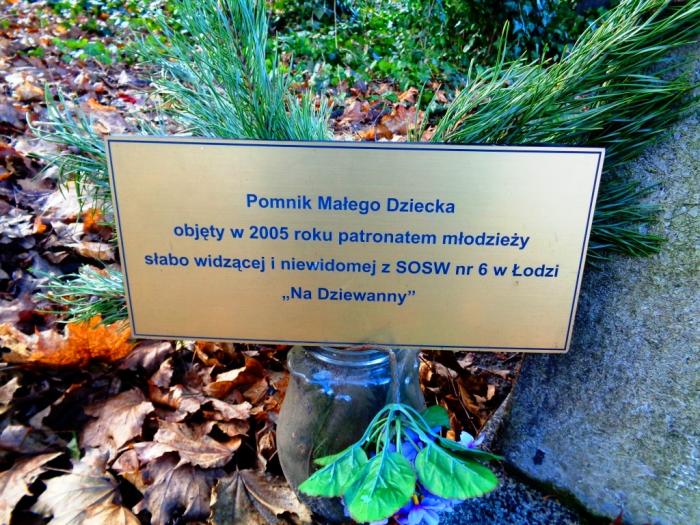 Pomnik Małego Dziecka
objęty w 2005 roku patronatem młodzieży
słabo widzącej i niewidomej z SOSW nr 6 w Łodzi
„Na Dziewanny”